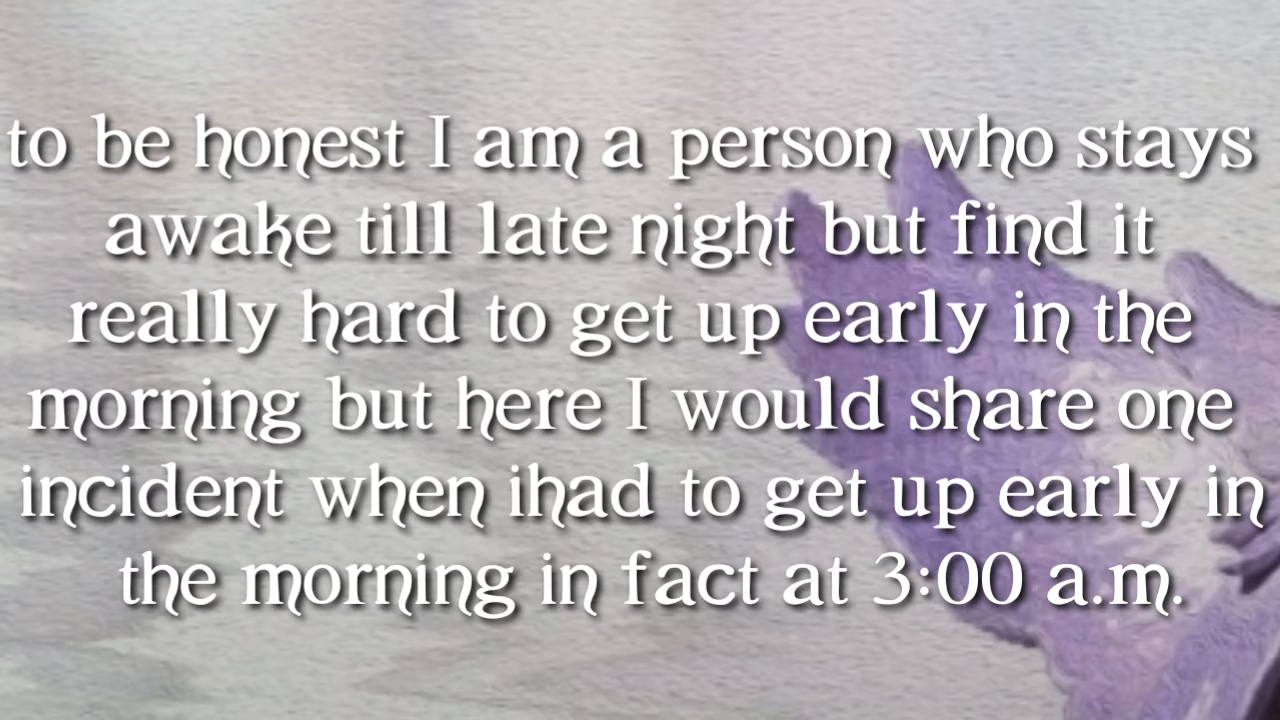 to be honest I am a person who stays
awake till late night but find it
really hard to get up early in the
morning but here I would share one
incident when ihad to get up early in
the morning in fact at 3:00 a.m.